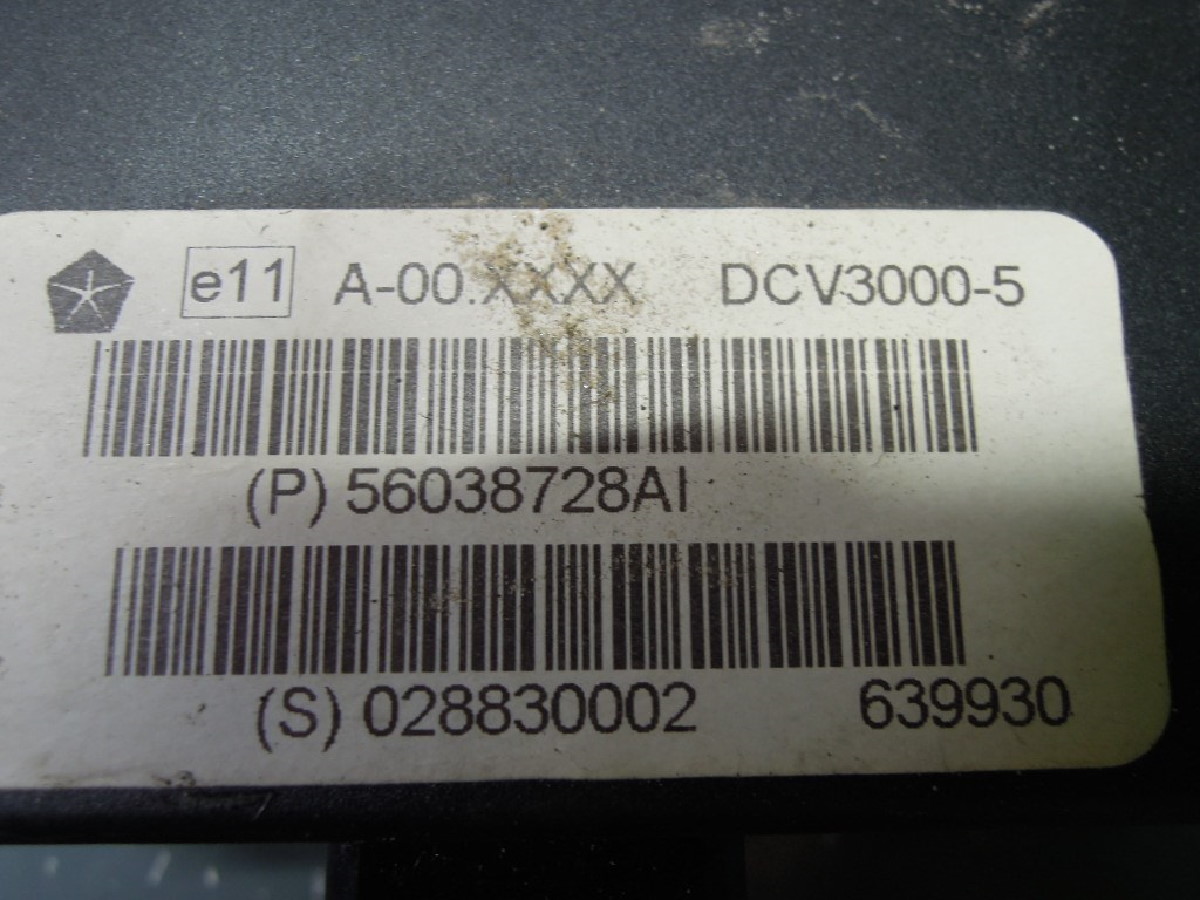 e11 A-00.XXXX DCV3000-5
(P) 56038728AI
(S) 028830002 639930